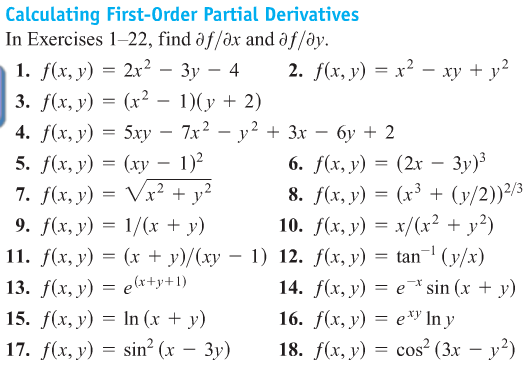 Calculating First-Order Partial Derivatives
In Exercises 1–22, find ∂f/∂x and ∂f/∂y.
1. f(x, y) = 2x² − 3y − 4 2. f(x, y) = x² − xy + y²
3. f(x, y) = (x² − 1)(y + 2)
4. f(x, y) = 5xy − 7x² − y² + 3x − 6y + 2
5. f(x, y) = (xy − 1)² 6. f(x, y) = (2x − 3y)³
7. f(x, y) = √(x² + y²) 8. f(x, y) = (x³ + (y/2))^(2/3)
9. f(x, y) = 1/(x + y) 10. f(x, y) = x/(x² + y²)
11. f(x, y) = (x + y)/(xy − 1) 12. f(x, y) = tan⁻¹ (y/x)
13. f(x, y) = e^(x+y+1) 14. f(x, y) = e⁻ˣ sin (x + y)
15. f(x, y) = ln (x + y) 16. f(x, y) = e^(xy) ln y
17. f(x, y) = sin² (x − 3y) 18. f(x, y) = cos² (3x − y²)